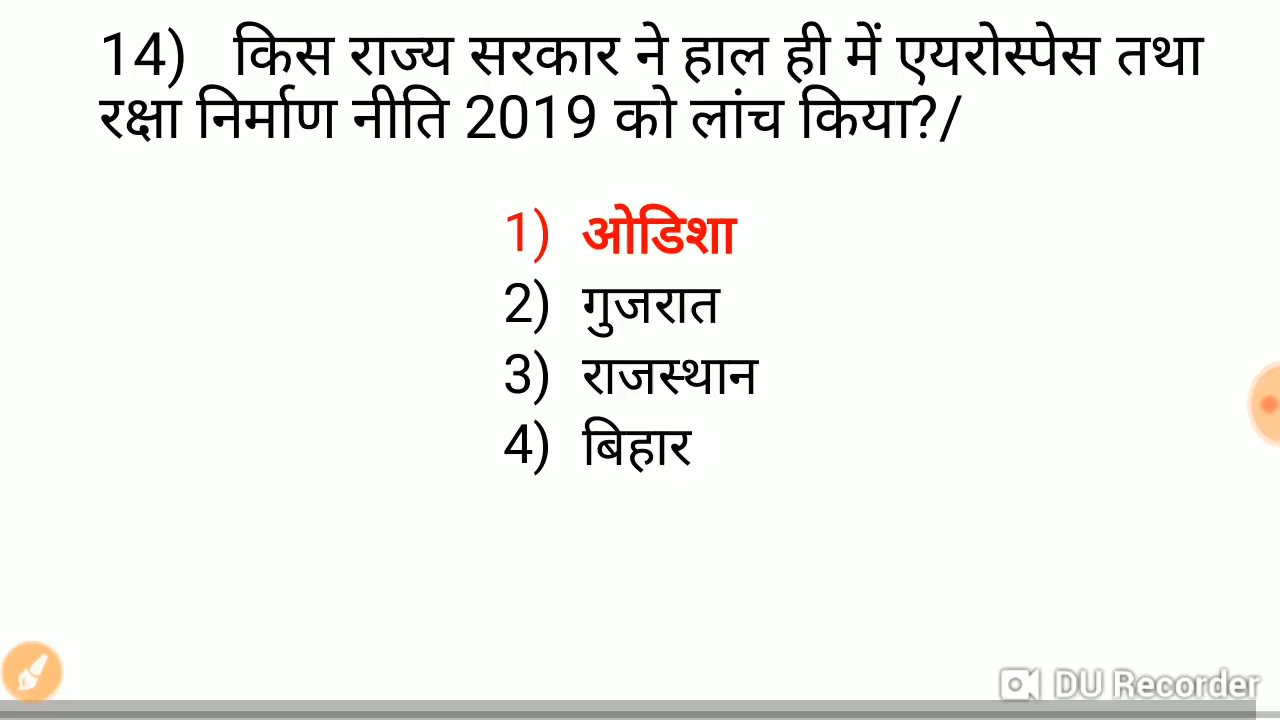 14) किस राज्य सरकार ने हाल ही में एयरोस्पेस तथा
रक्षा निर्माण नीति 2019 को लांच किया?/
1) ओडिशा
2) गुजरात
3) राजस्थान
4) बिहार
DU Recorder